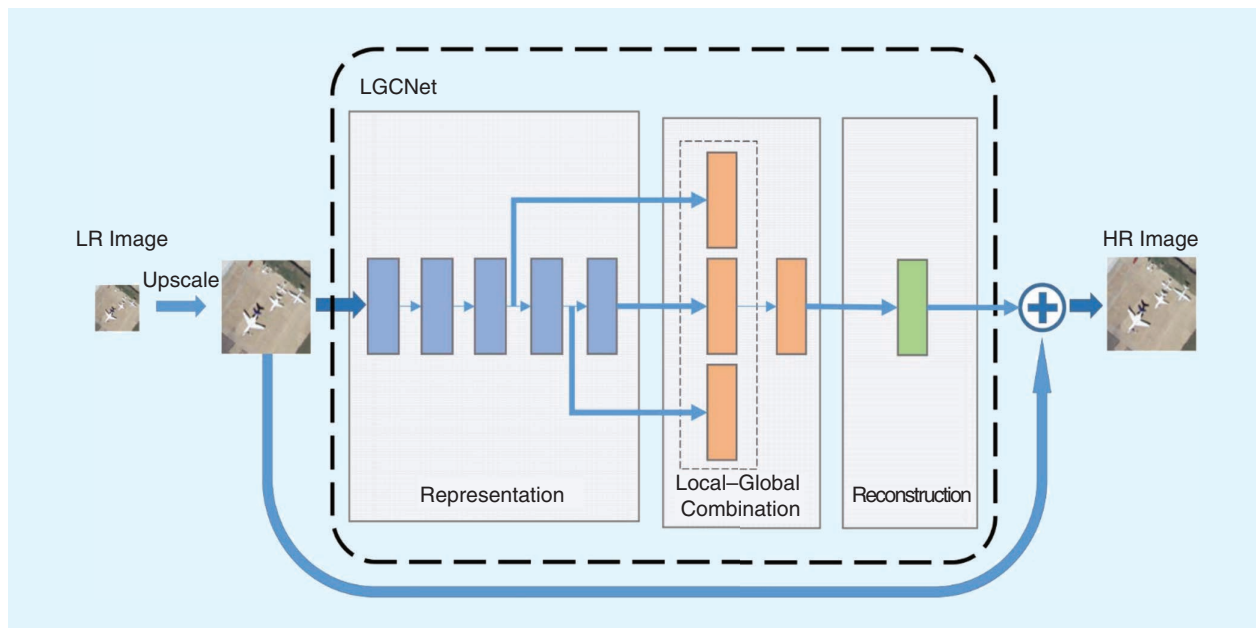 LGCNet
LR Image
Upscale
HR Image
Representation
Local–Global
Combination
Reconstruction